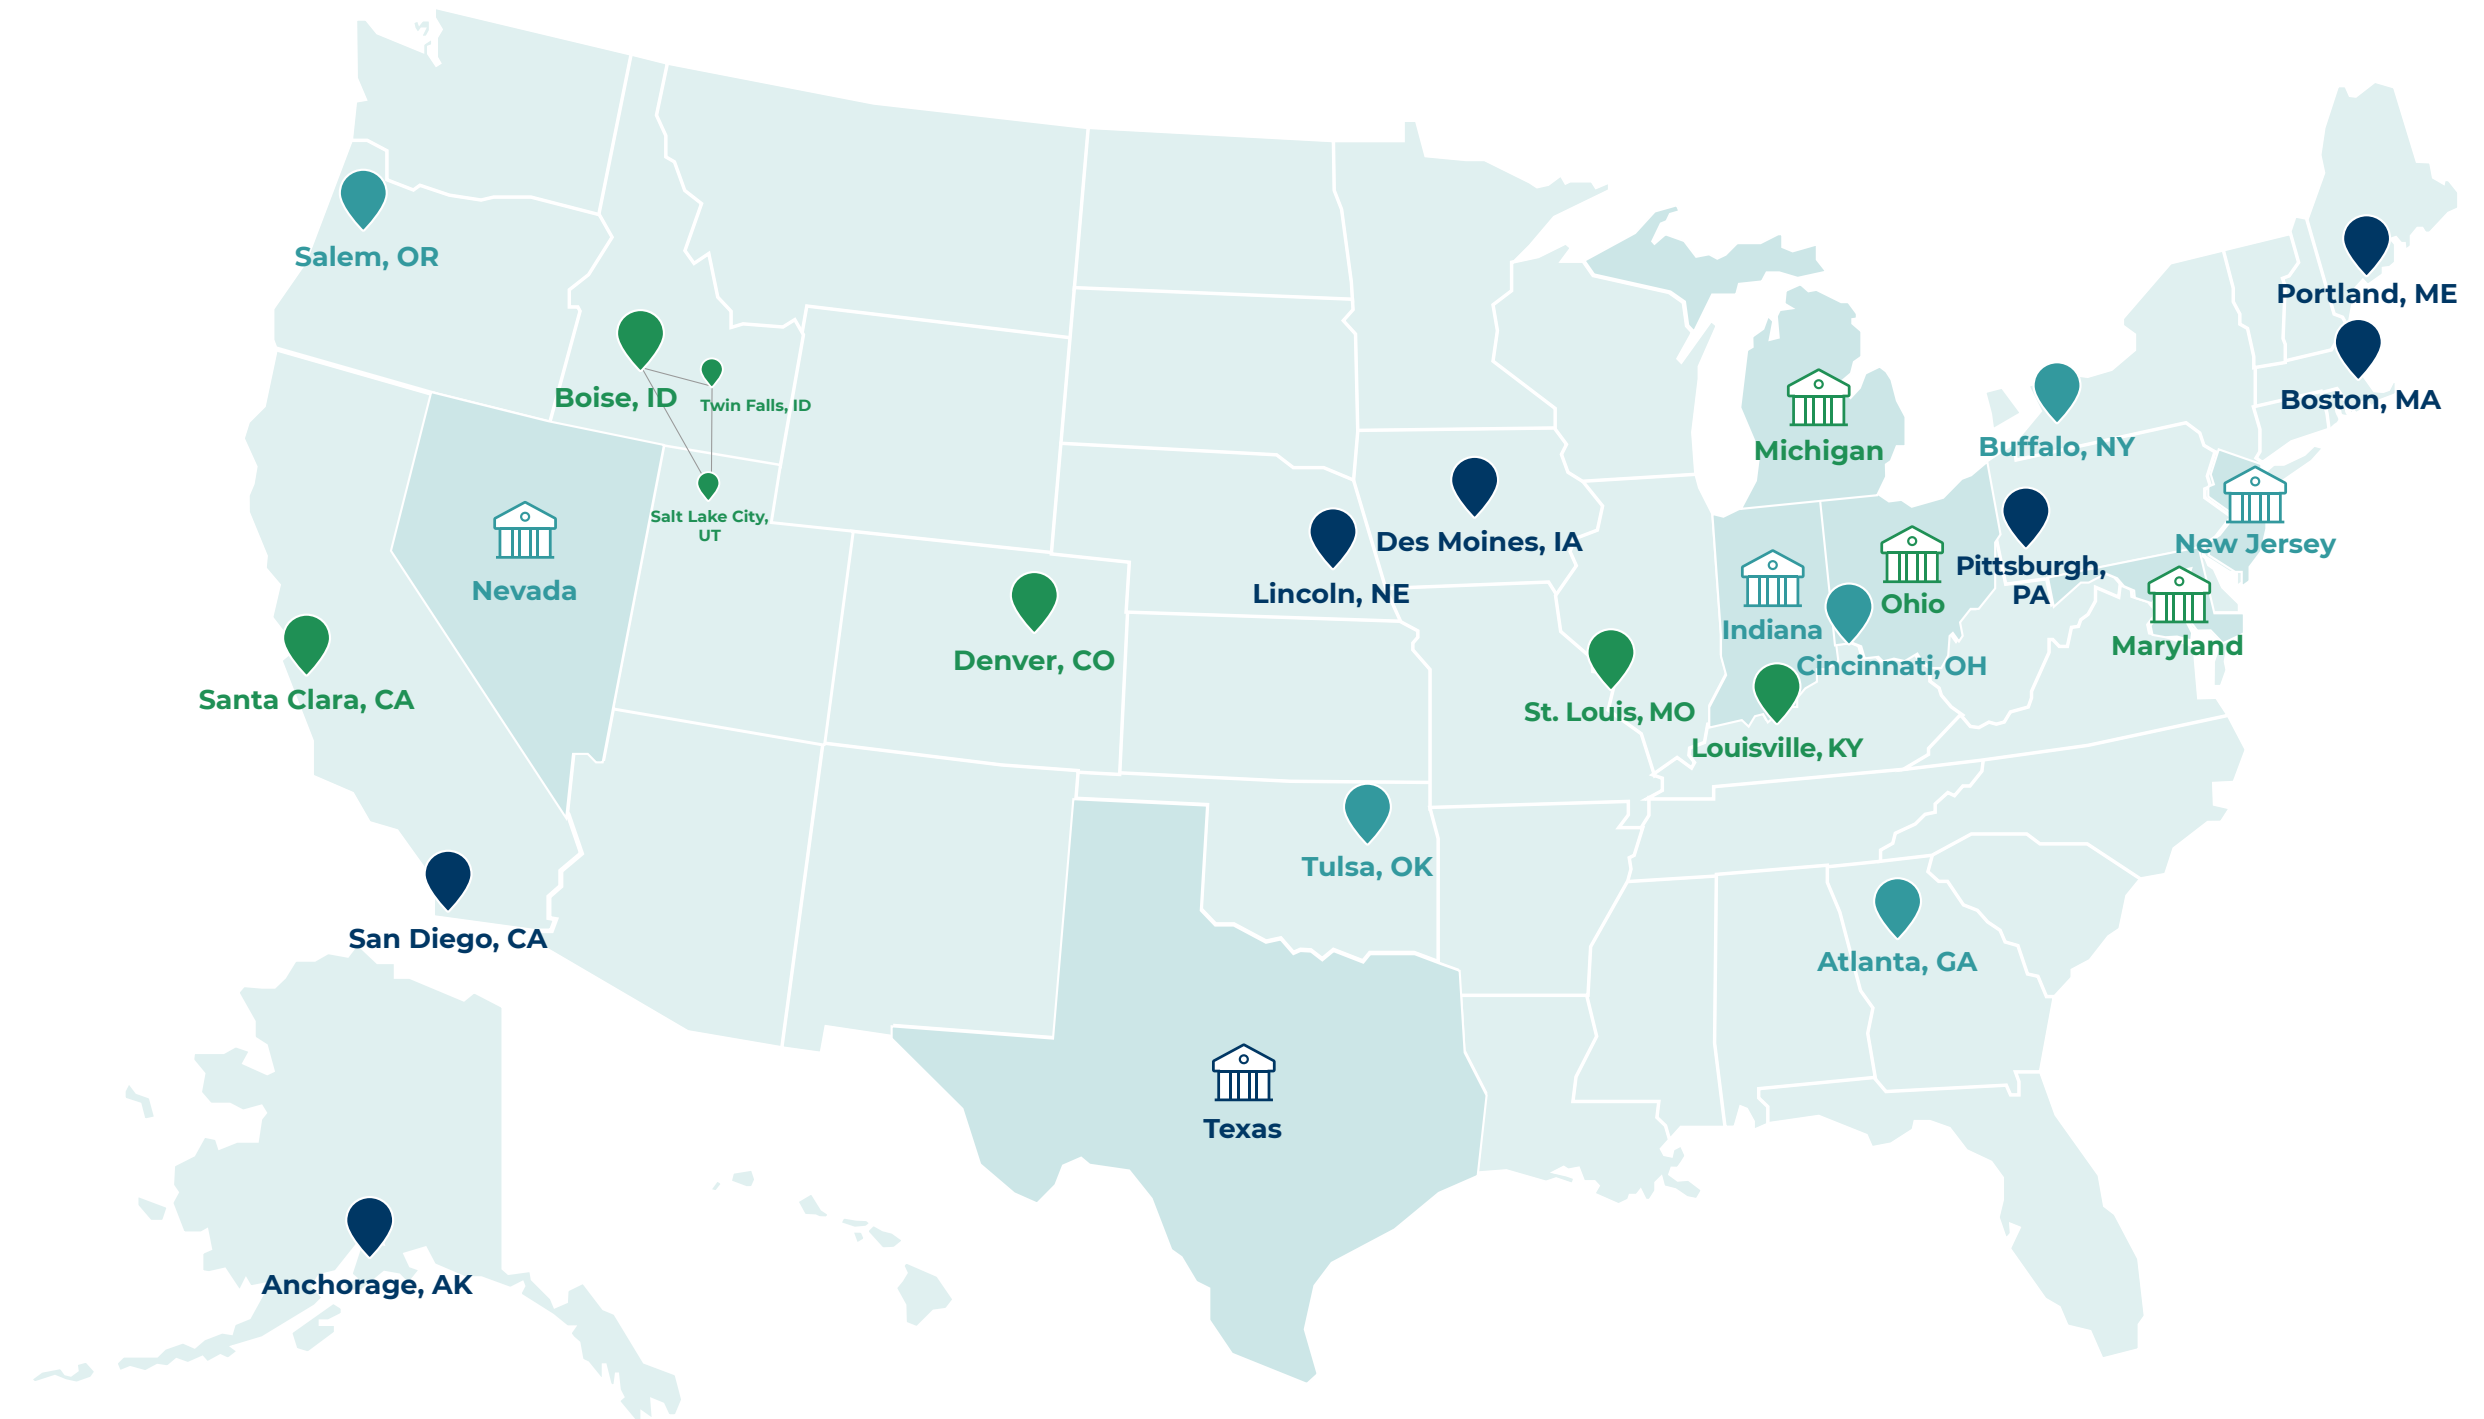 Salem, OR
Portland, ME
Boise, ID
Twin Falls, ID
Boston, MA
Buffalo, NY
Michigan
Salt Lake City,
UT
Des Moines, IA
New Jersey
Pittsburgh,
PA
Nevada
Lincoln, NE
Ohio
Indiana
Maryland
Denver, CO
Cincinnati, OH
Santa Clara, CA
St. Louis, MO
Louisville, KY
Tulsa, OK
San Diego, CA
Atlanta, GA
Texas
Anchorage, AK